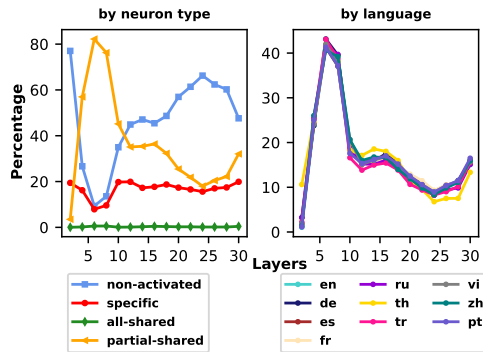 by neuron type
by language
Percentage
80
60
40
20
0
5 10 15 20 25 30
40
30
20
10
0
5 10 15 20 25 30
Layers
non-activated
specific
all-shared
partial-shared
en ru vi
de th zh
es tr pt
fr